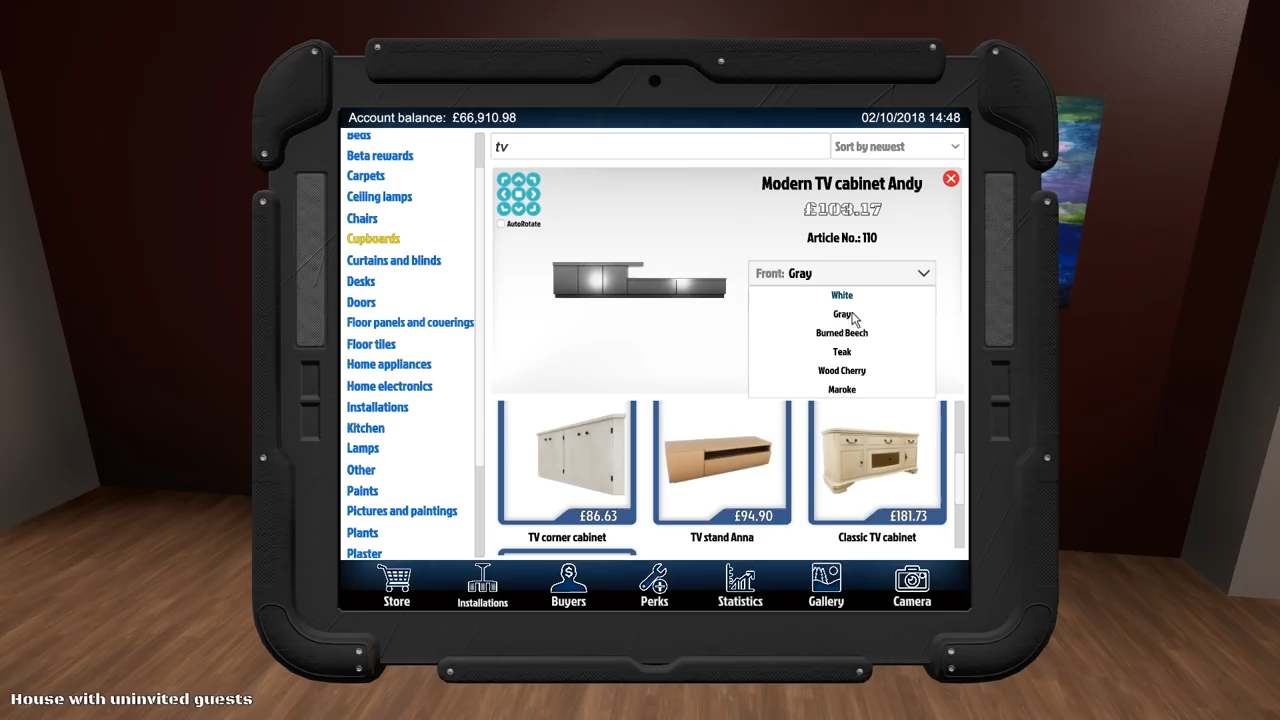 Account balance: £66,910.98
02/10/2018 14:48
Beds
Beta rewards
Carpets
Ceiling lamps
Chairs
Cupboards
Curtains and blinds
Desks
Doors
Floor panels and coverings
Floor tiles
Home appliances
Home electronics
Installations
Kitchen
Lamps
Other
Paints
Pictures and paintings
Plants
Plaster
tv
Sort by newest
AutoRotate
Modern TV cabinet Andy
£103.17
Article No.: 110
Front: Gray
White
Gray
Burned Beech
Teak
Wood Cherry
Maroke
£86.63
TV corner cabinet
£94.90
TV stand Anna
£181.73
Classic TV cabinet
Store
Installations
Buyers
Perks
Statistics
Gallery
Camera
House with uninvited guests